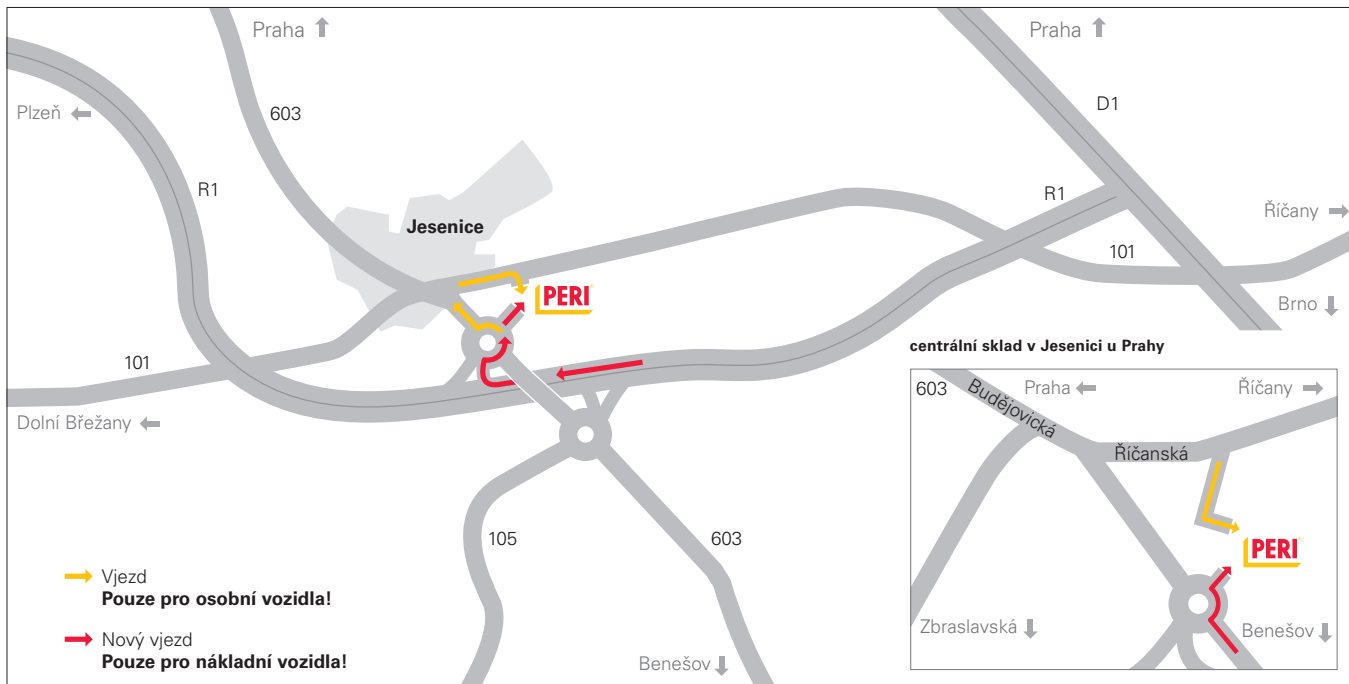 Praha
Praha
603
D1
Plzeň
R1
R1
Říčany
Jesenice
101
PERI
Brno
centrální sklad v Jesenici u Prahy
101
Dolní Břežany
603
Praha
Říčany
Budějovická
Říčanská
105
603
PERI
Vjezd
Pouze pro osobní vozidla!
Zbraslavská
Benešov
Nový vjezd
Pouze pro nákladní vozidla!
Benešov